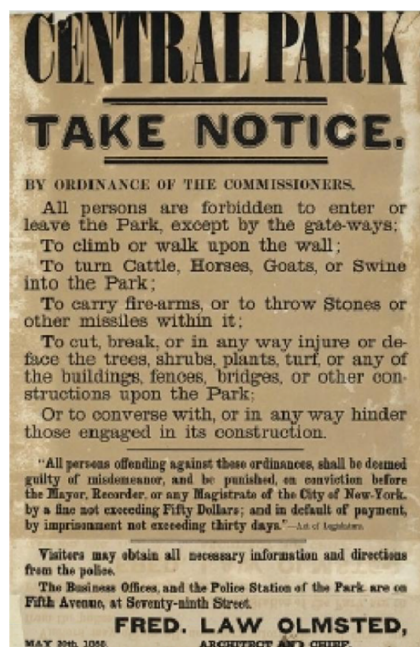 CENTRAL PARK
TAKE NOTICE.
BY ORDINANCE OF THE COMMISSIONERS.
All persons are forbidden to enter or
leave the Park, except by the gate-ways;
To climb or walk upon the wall;
To turn Cattle, Horses, Goats, or Swine
into the Park;
To carry fire-arms, or to throw Stones or
other missiles within it;
To cut, break, or in any way injure or de-
face the trees, shrubs, plants, turf, or any of
the buildings, fences, bridges, or other con-
structions upon the Park;
Or to converse with, or in any way hinder
those engaged in its construction.
"All persons offending against these ordinances, shall be deemed
guilty of misdemeanor, and be punished, on conviction before
the Mayor, Recorder, or any Magistrate of the City of New-York,
by a fine not exceeding Fifty Dollars; and in default of payment,
by imprisonment not exceeding thirty days."—Act of Legislature.
Visitors may obtain all necessary information and directions
from the police.
The Business Offices, and the Police Station of the Park are on
Fifth Avenue, at Seventy-ninth Street.
FRED. LAW OLMSTED,
MAY 20th,
ARCHITECT AND CHIEF.